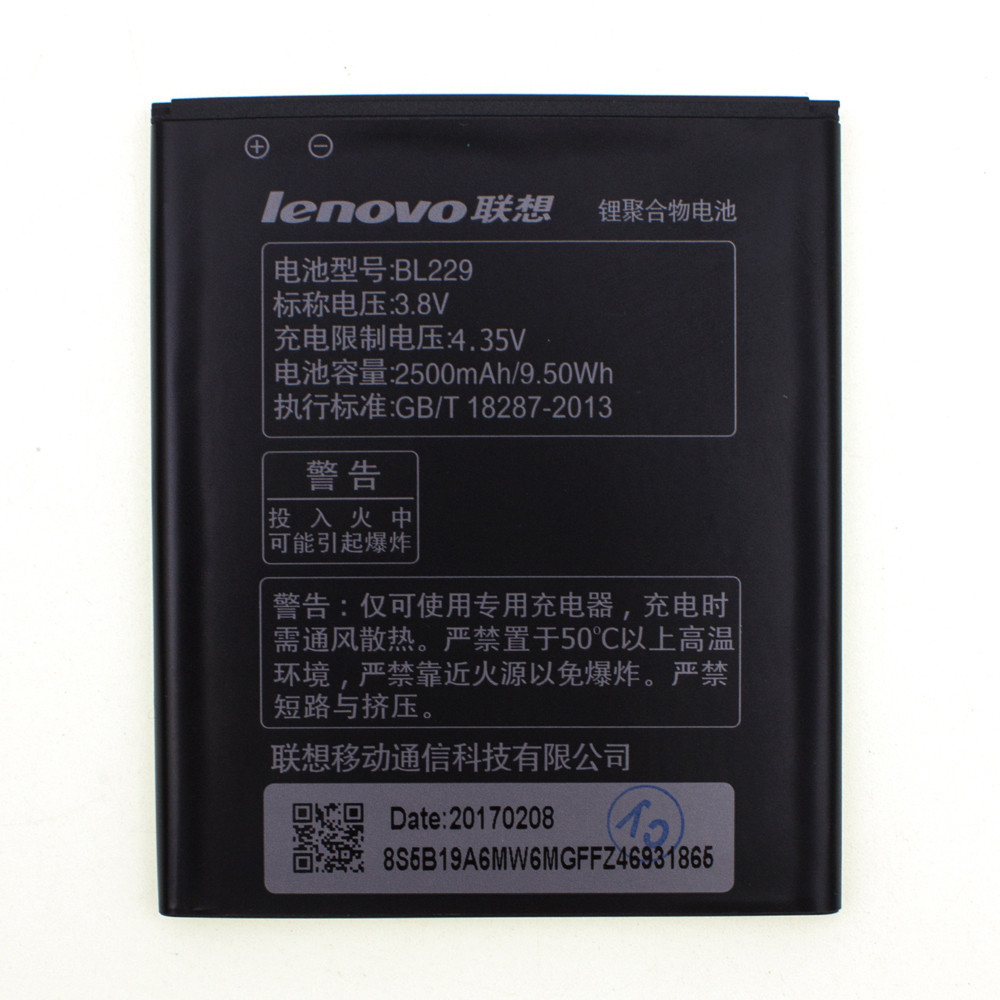 lenovo联想 锂聚合物电池
电池型号:BL229
标称电压:3.8V
充电限制电压:4.35V
电池容量:2500mAh/9.50Wh
执行标准:GB/T 18287-2013
警告
投入火中
可能引起爆炸
警告：仅可使用专用充电器，充电时
需通风散热。严禁置于50℃以上高温
环境，严禁靠近火源以免爆炸。严禁
短路与挤压。
联想移动通信科技有限公司
Date:20170208
8S5B19A6MW6MGFFZ46931865